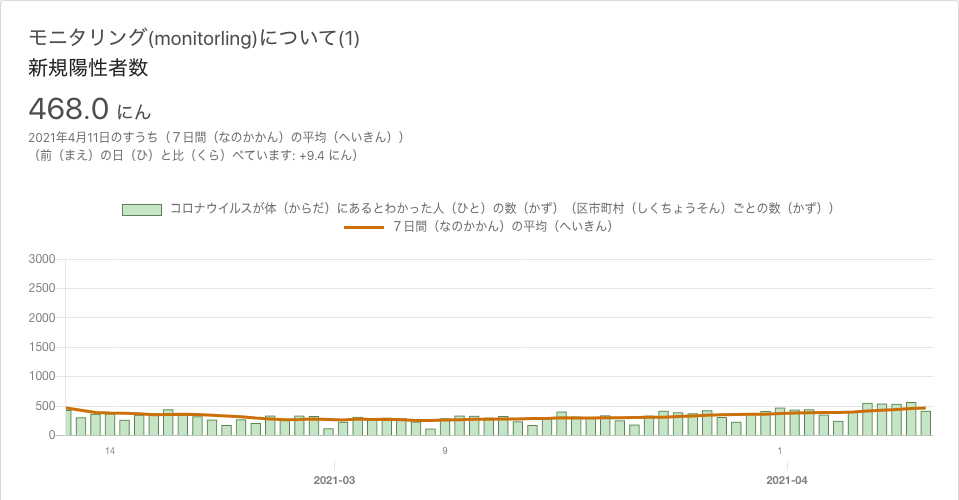 モニタリング(monitorling)について(1)
新規陽性者数
468.0 にん
2021年4月11日のすうち（７日間（なのかかん）の平均（へいきん））
（前（まえ）の日（ひ）と比（くら）べています: +9.4 にん）
コロナウイルスが体（からだ）にあるとわかった人（ひと）の数（かず）（区市町村（しくちょうそん）ごとの数（かず））
７日間（なのかかん）の平均（へいきん）
3000
2500
2000
1500
1000
500
0
14 9 1
2021-03 2021-04